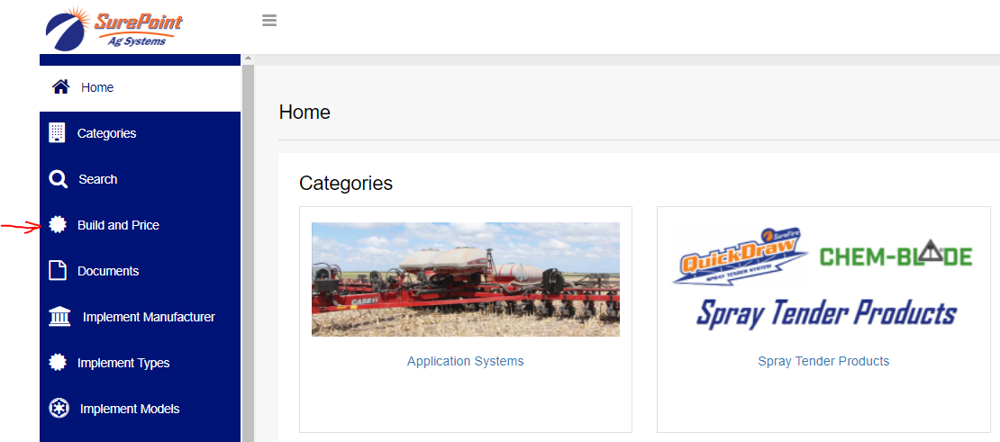 SurePoint
Ag Systems
Home
Categories
Search
Build and Price
Documents
Implement Manufacturer
Implement Types
Implement Models
Home
Categories
CASE IH
Application Systems
SureFire
QuickDraw
SPRAY TENDER SYSTEM
CHEM-BLADE
Spray Tender Products
Spray Tender Products